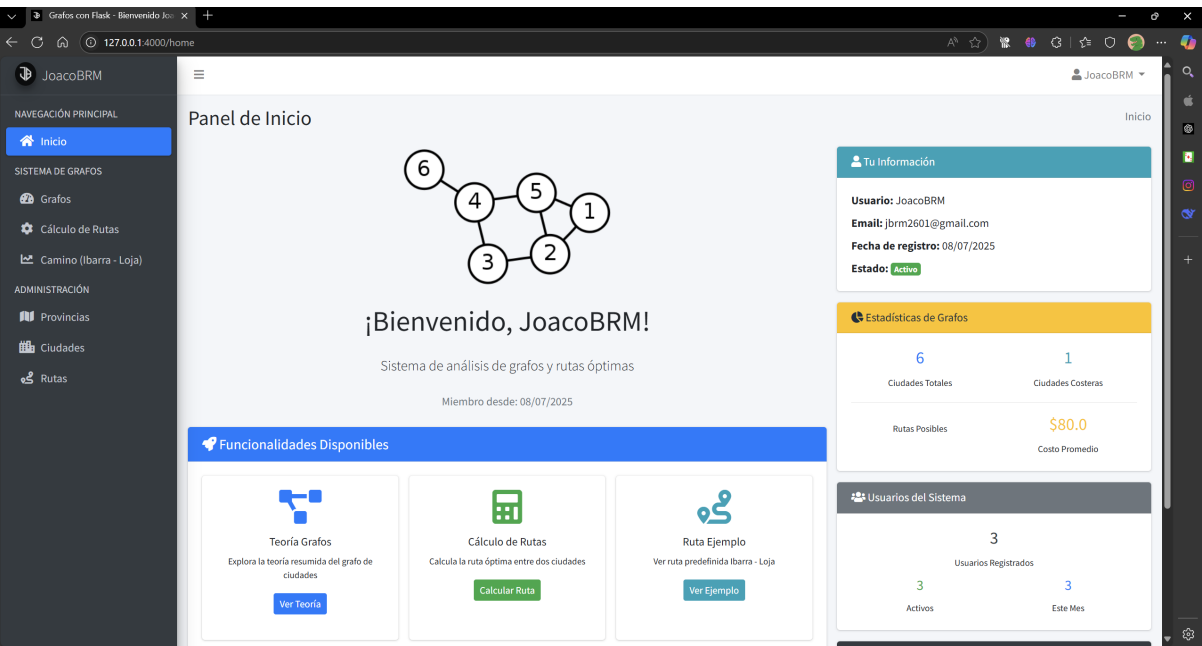 Grafos con Flask - Bienvenido Joa
127.0.0.1:4000/home
JoacoBRM
JoacoBRM
NAVEGACIÓN PRINCIPAL
Inicio
SISTEMA DE GRAFOS
Grafos
Cálculo de Rutas
Camino (Ibarra - Loja)
ADMINISTRACIÓN
Provincias
Ciudades
Rutas
Panel de Inicio
Inicio
6
4
5
1
3
2
¡Bienvenido, JoacoBRM!
Sistema de análisis de grafos y rutas óptimas
Miembro desde: 08/07/2025
Funcionalidades Disponibles
Teoría Grafos
Explora la teoría resumida del grafo de
ciudades
Ver Teoría
Cálculo de Rutas
Calcula la ruta óptima entre dos ciudades
Calcular Ruta
Ruta Ejemplo
Ver ruta predefinida Ibarra - Loja
Ver Ejemplo
Tu Información
Usuario: JoacoBRM
Email: jbrm2601@gmail.com
Fecha de registro: 08/07/2025
Estado: Activo
Estadísticas de Grafos
6
Ciudades Totales
1
Ciudades Costeras
Rutas Posibles
$80.0
Costo Promedio
Usuarios del Sistema
3
Usuarios Registrados
3
Activos
3
Este Mes